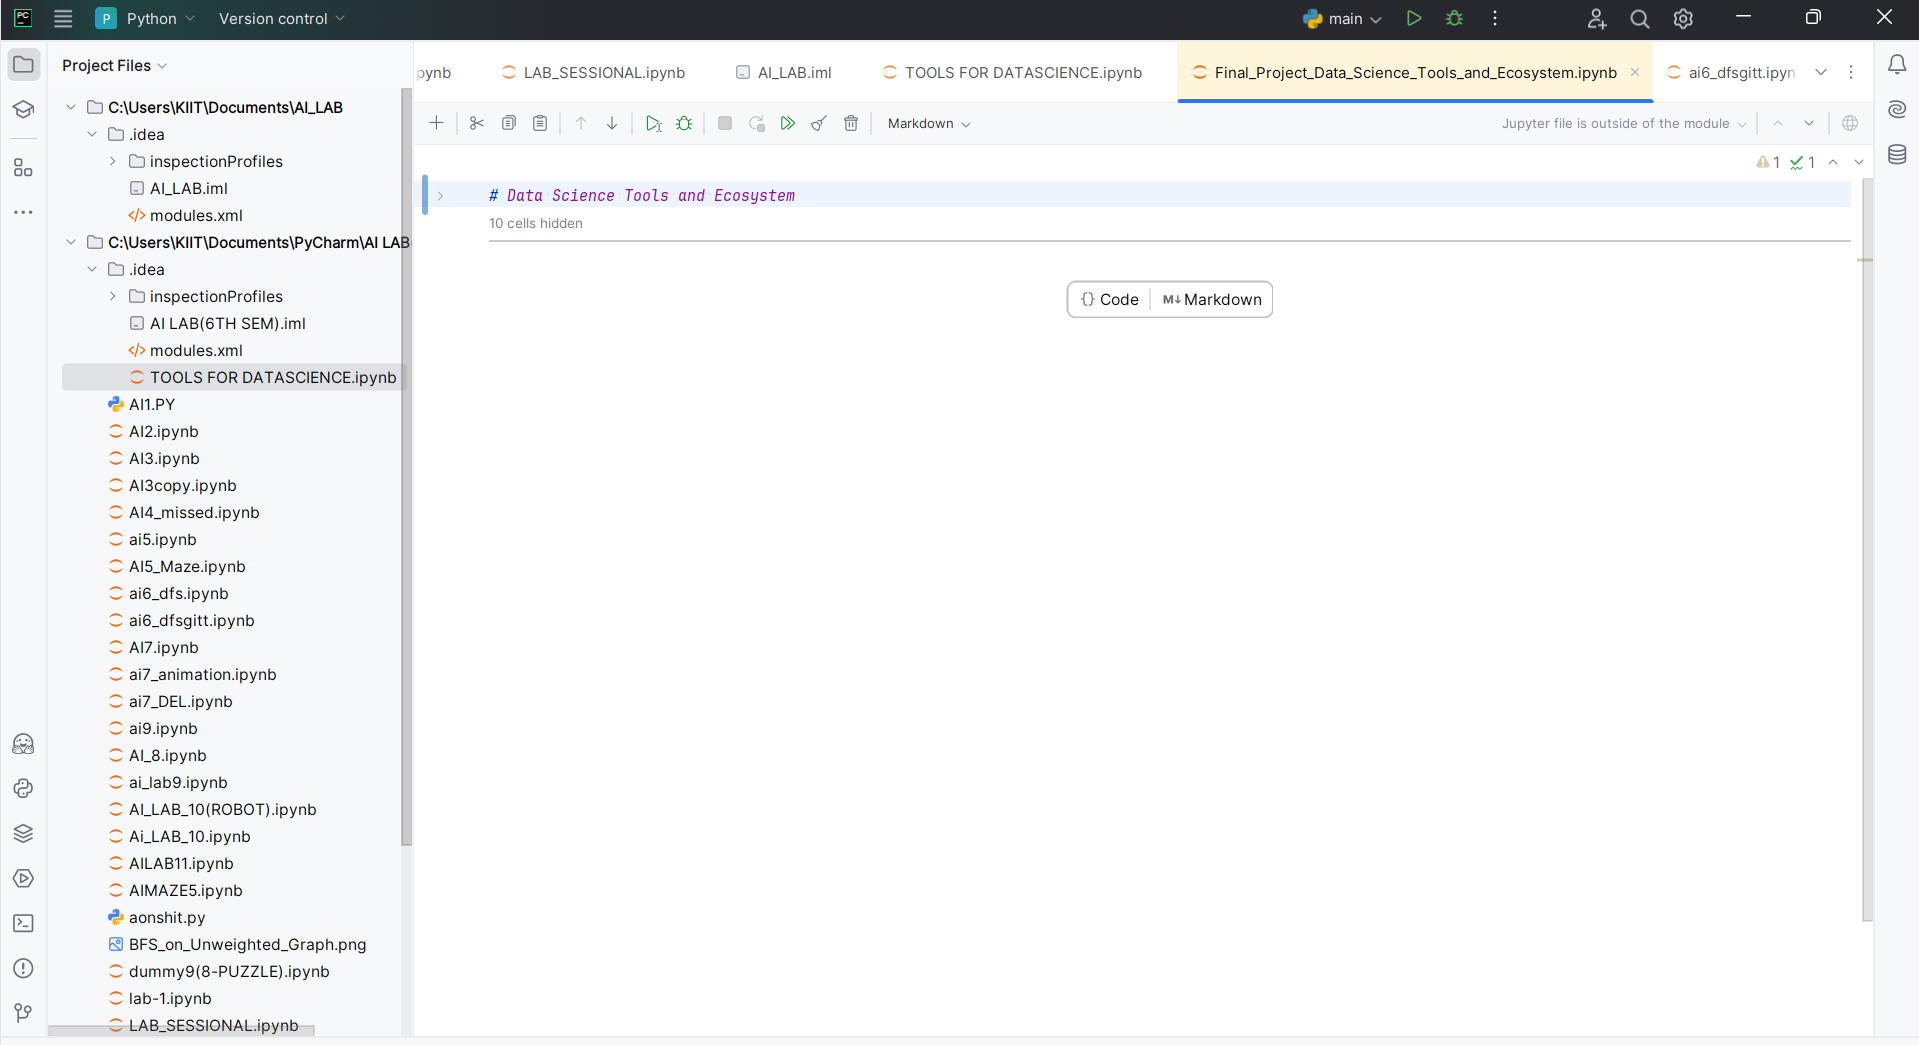 PC
P Python Version control main
Project Files
pynb LAB_SESSIONAL.ipynb AI_LAB.iml TOOLS FOR DATASCIENCE.ipynb Final_Project_Data_Science_Tools_and_Ecosystem.ipynb ai6_dfsgitt.ipyn
Markdown Jupyter file is outside of the module
1 1
# Data Science Tools and Ecosystem
10 cells hidden
{} Code M↓ Markdown
C:\Users\KIIT\Documents\AI_LAB
.idea
inspectionProfiles
AI_LAB.iml
</> modules.xml
C:\Users\KIIT\Documents\PyCharm\AI LAB
.idea
inspectionProfiles
AI LAB(6TH SEM).iml
</> modules.xml
TOOLS FOR DATASCIENCE.ipynb
AI1.PY
AI2.ipynb
AI3.ipynb
AI3copy.ipynb
AI4_missed.ipynb
ai5.ipynb
AI5_Maze.ipynb
ai6_dfs.ipynb
ai6_dfsgitt.ipynb
AI7.ipynb
ai7_animation.ipynb
ai7_DEL.ipynb
ai9.ipynb
AI_8.ipynb
ai_lab9.ipynb
AI_LAB_10(ROBOT).ipynb
Ai_LAB_10.ipynb
AILAB11.ipynb
AIMAZE5.ipynb
aonshit.py
BFS_on_Unweighted_Graph.png
dummy9(8-PUZZLE).ipynb
lab-1.ipynb
LAB_SESSIONAL.ipynb